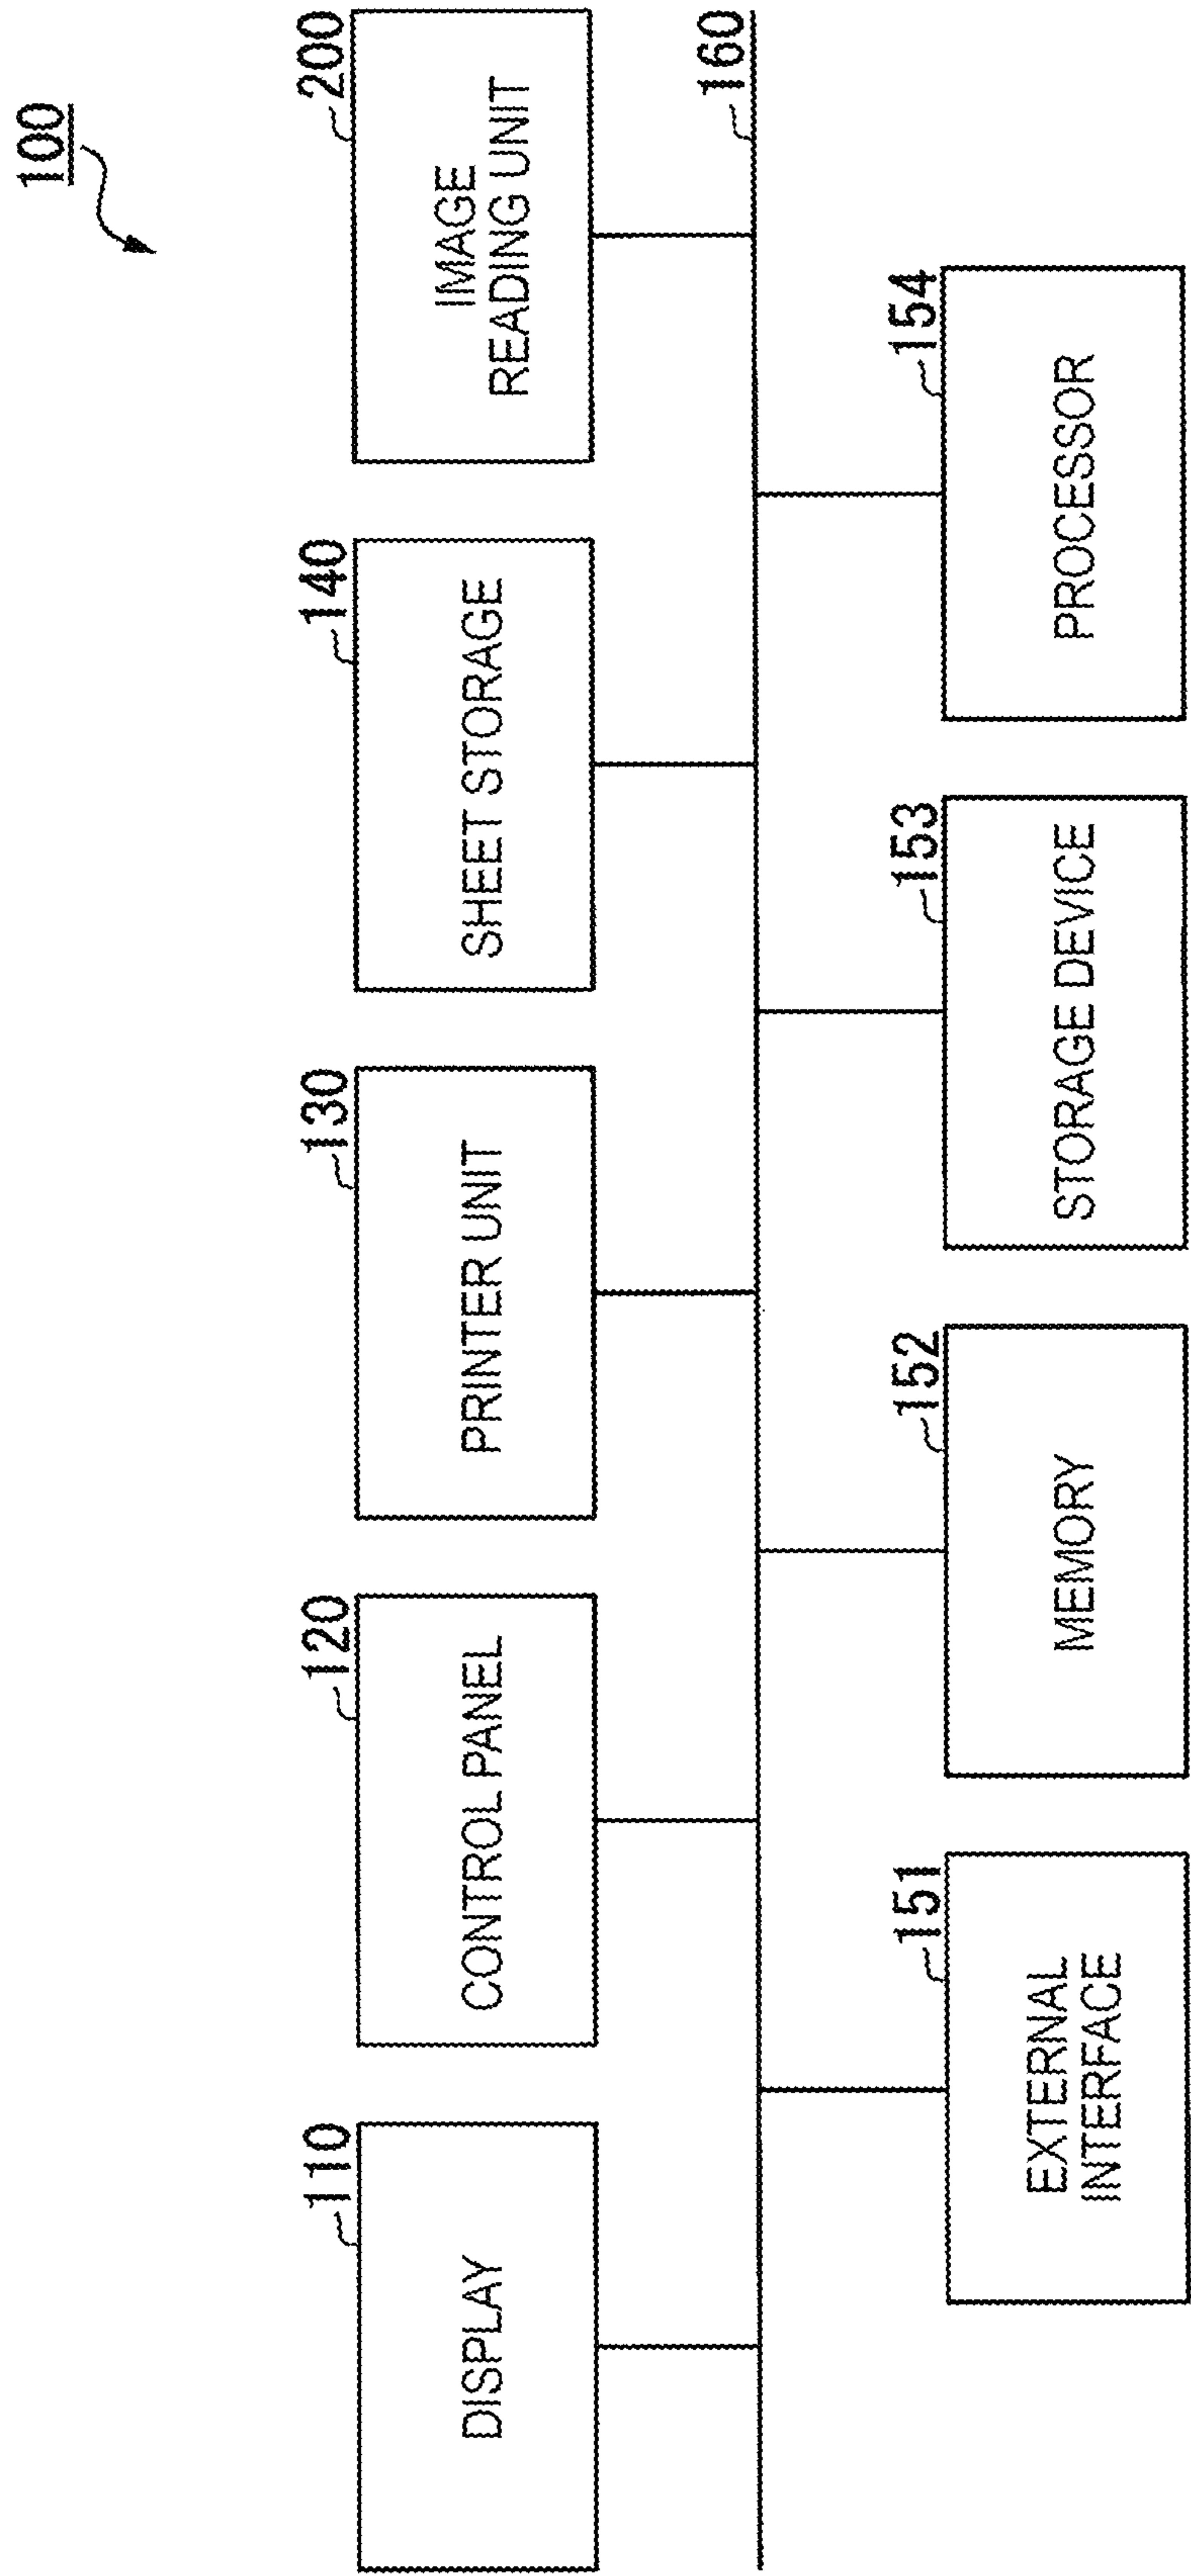 100
110
DISPLAY
120
CONTROL PANEL
130
PRINTER UNIT
140
SHEET STORAGE
200
IMAGE
READING UNIT
160
151
EXTERNAL
INTERFACE
152
MEMORY
153
STORAGE DEVICE
154
PROCESSOR